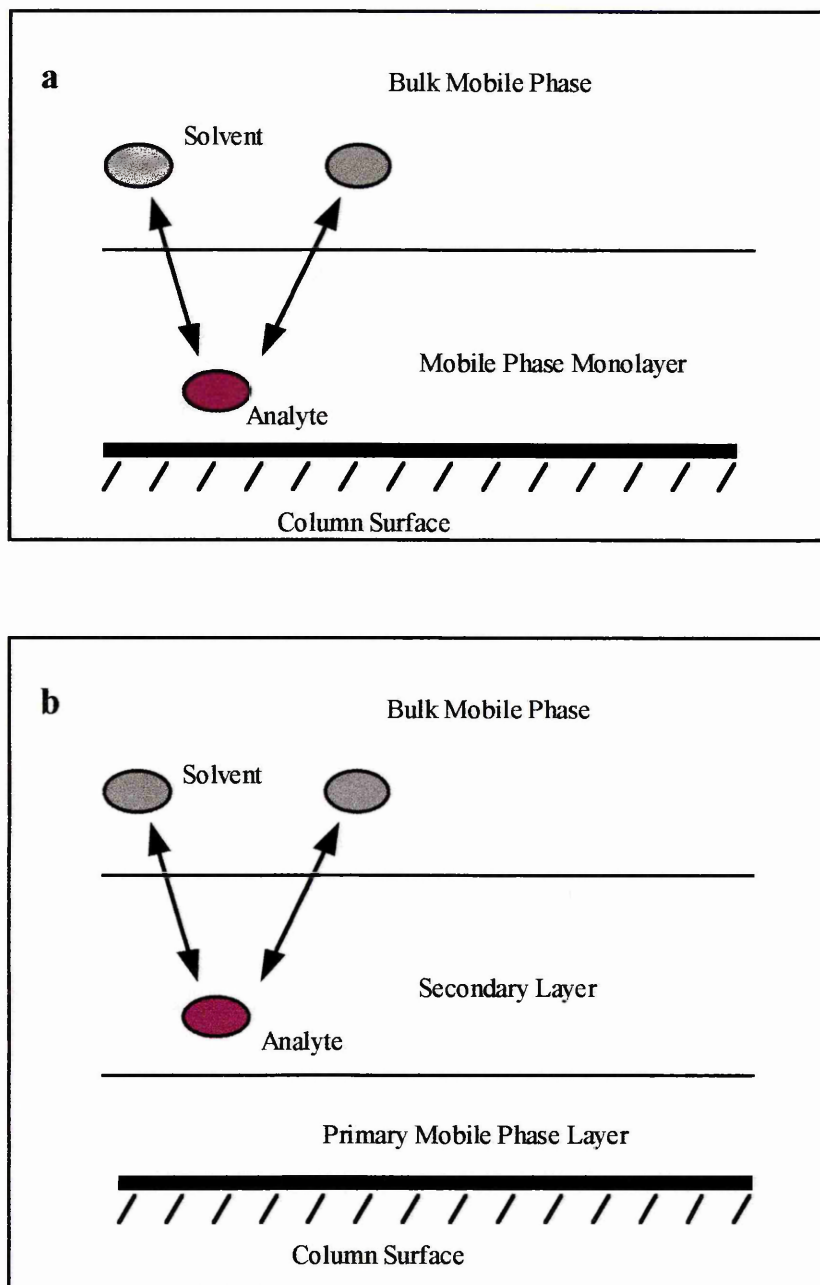 a
Bulk Mobile Phase
Solvent
Mobile Phase Monolayer
Analyte
Column Surface
b
Bulk Mobile Phase
Solvent
Secondary Layer
Analyte
Primary Mobile Phase Layer
Column Surface